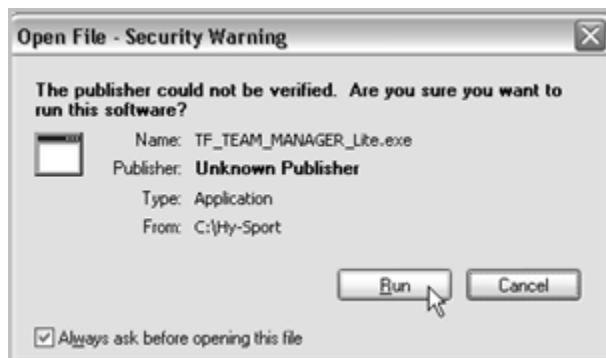 Open File - Security Warning
The publisher could not be verified. Are you sure you want to
run this software?
Name: TF_TEAM_MANAGER_Lite.exe
Publisher: Unknown Publisher
Type: Application
From: C:\Hy-Sport
Run Cancel
Always ask before opening this file